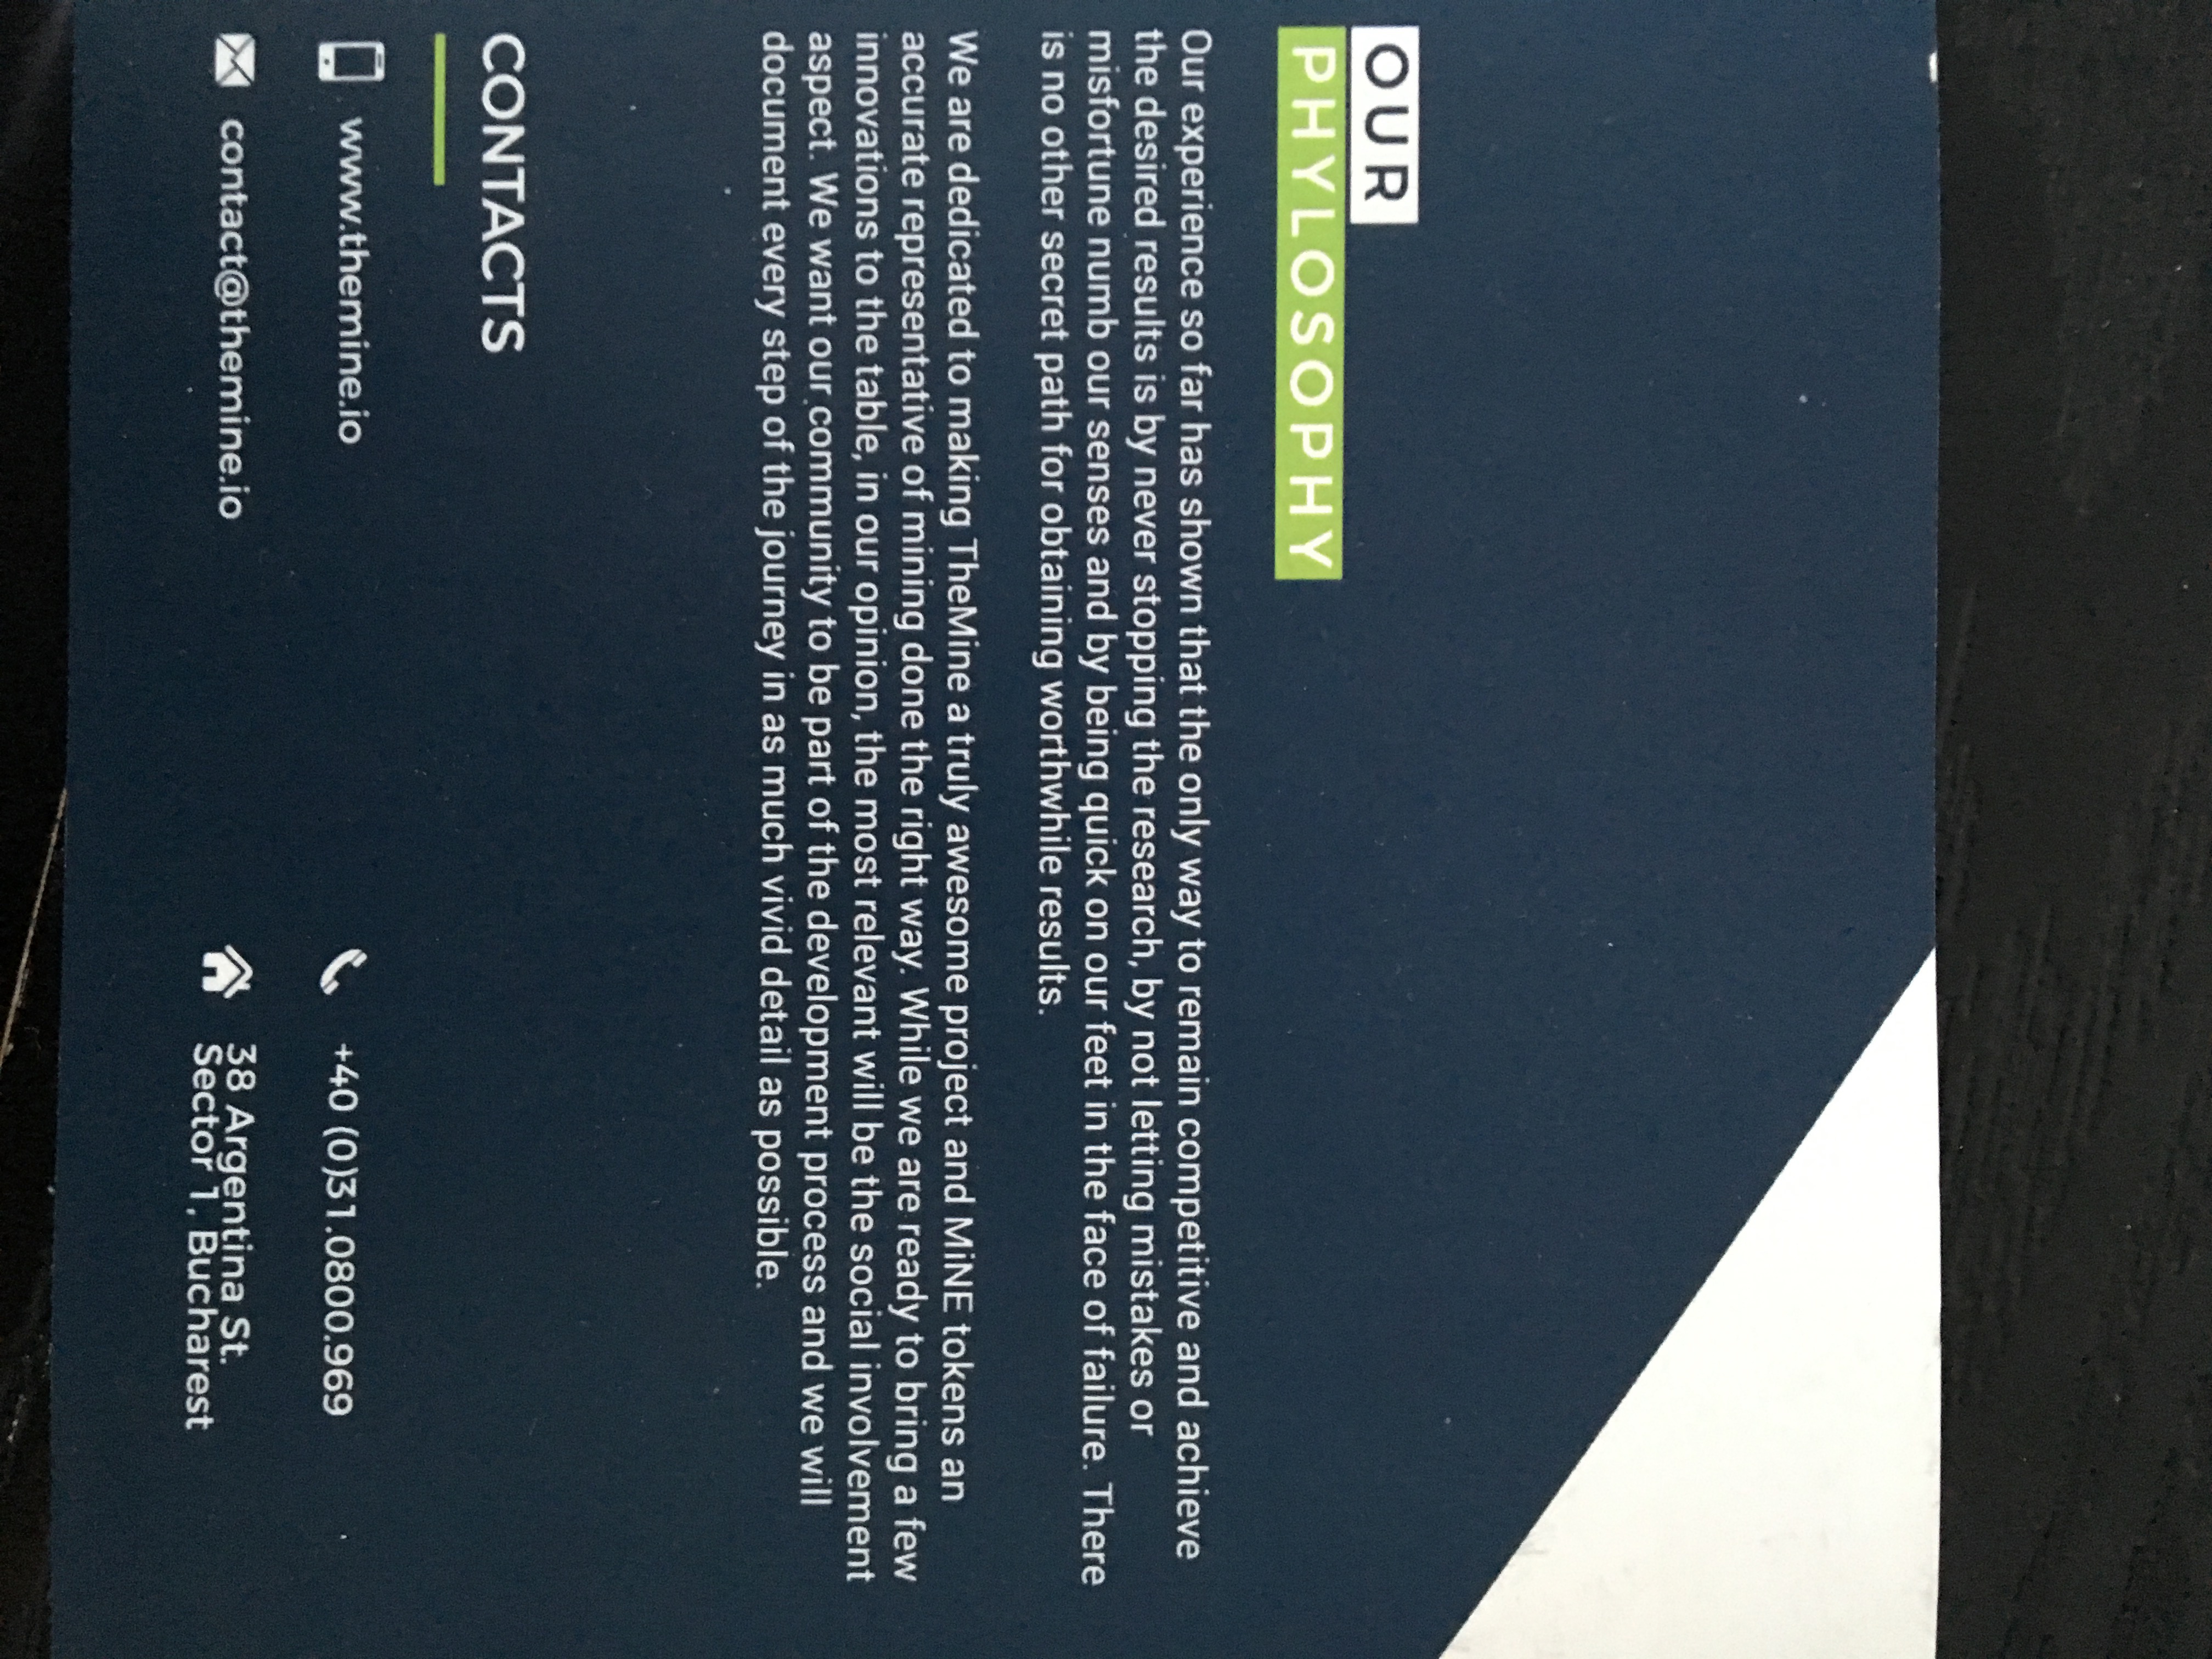 OUR
PHYLOSOPHY
Our experience so far has shown that the only way to remain competitive and achieve
the desired results is by never stopping the research, by not letting mistakes or
misfortune numb our senses and by being quick on our feet in the face of failure. There
is no other secret path for obtaining worthwhile results.
We are dedicated to making TheMine a truly awesome project and MiNE tokens an
accurate representative of mining done the right way. While we are ready to bring a few
innovations to the table, in our opinion, the most relevant will be the social involvement
aspect. We want our community to be part of the development process and we will
document every step of the journey in as much vivid detail as possible.
CONTACTS
www.themine.io
+40 (0)31.0800.969
contact@themine.io
38 Argentina St.
Sector 1, Bucharest